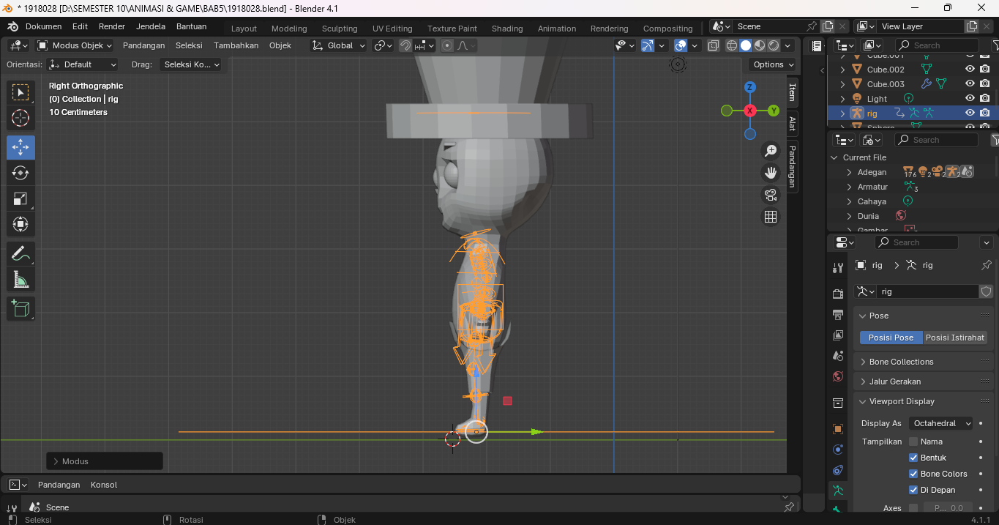 * 1918028 [D:\SEMESTER 10\ANIMASI & GAME\BAB5\1918028.blend] - Blender 4.1
Dokumen Edit Render Jendela Bantuan Layout Modeling Sculpting UV Editing Texture Paint Shading Animation Rendering Compositing Scene View Layer
Modus Objek Pandangan Seleksi Tambahkan Objek Global Search
Orientasi: Default Drag: Seleksi Ko... Options
Right Orthographic
(0) Collection | rig
10 Centimeters
Z
X
Y
Item
Alat
Pandangan
Cube.001
Cube.002
Cube.003
Light
rig
Sphere
Search
Current File
Adegan 176 2 2 2
Armatur 3
Cahaya
Dunia
Gambar
Search
rig rig
rig
Pose
Posisi Pose Posisi Istirahat
Bone Collections
Jalur Gerakan
Viewport Display
Display As Octahedral
Tampilkan Nama
Bentuk
Bone Colors
Di Depan
Axes P... 0.0
Modus
Pandangan Konsol
Scene
Seleksi Rotasi Objek 4.1.1